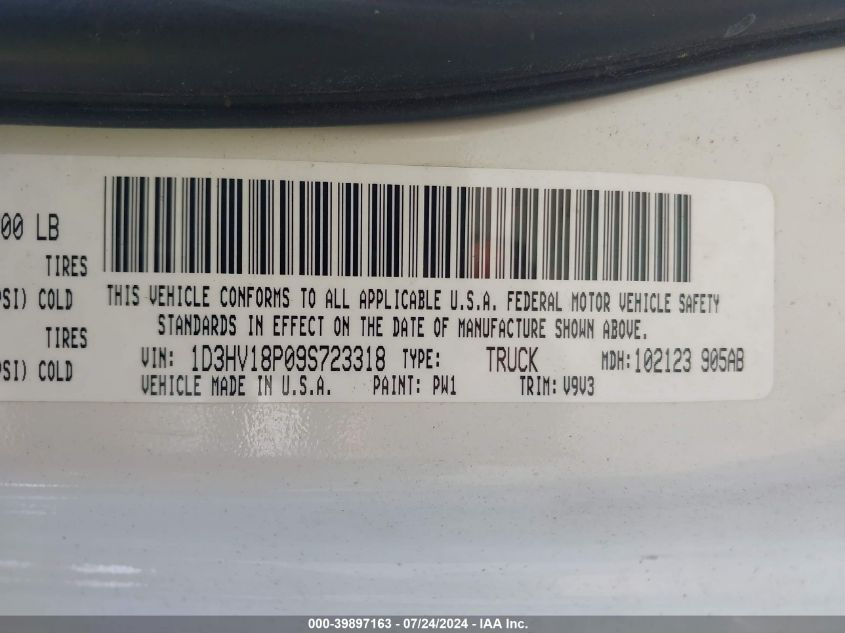 00 LB
TIRES
PSI) COLD
TIRES
PSI) COLD
THIS VEHICLE CONFORMS TO ALL APPLICABLE U.S.A. FEDERAL MOTOR VEHICLE SAFETY
STANDARDS IN EFFECT ON THE DATE OF MANUFACTURE SHOWN ABOVE.
VIN: 1D3HV18P09S723318 TYPE: TRUCK MDH:102123 905AB
VEHICLE MADE IN U.S.A. PAINT: PW1 TRIM: V9V3
000-39897163 - 07/24/2024 - IAA Inc.